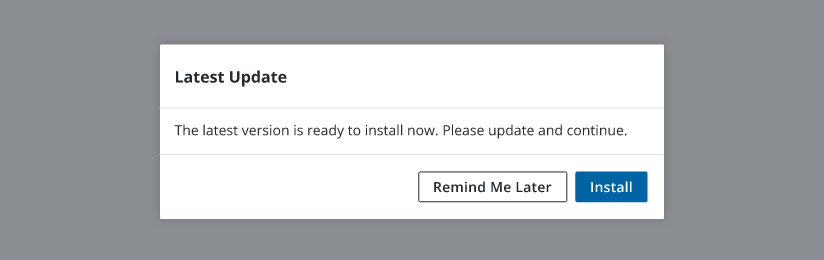 Latest Update
The latest version is ready to install now. Please update and continue.
Remind Me Later
Install